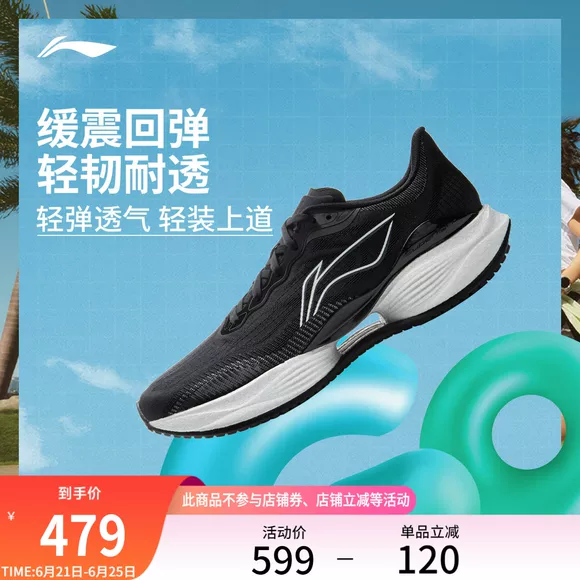 缓震回弹
轻韧耐透
轻弹透气 轻装上道
到手价
¥
479
TIME:6月21日-6月25日
此商品不参与店铺券、店铺立减等活动
活动价
599
—
单品立减
120